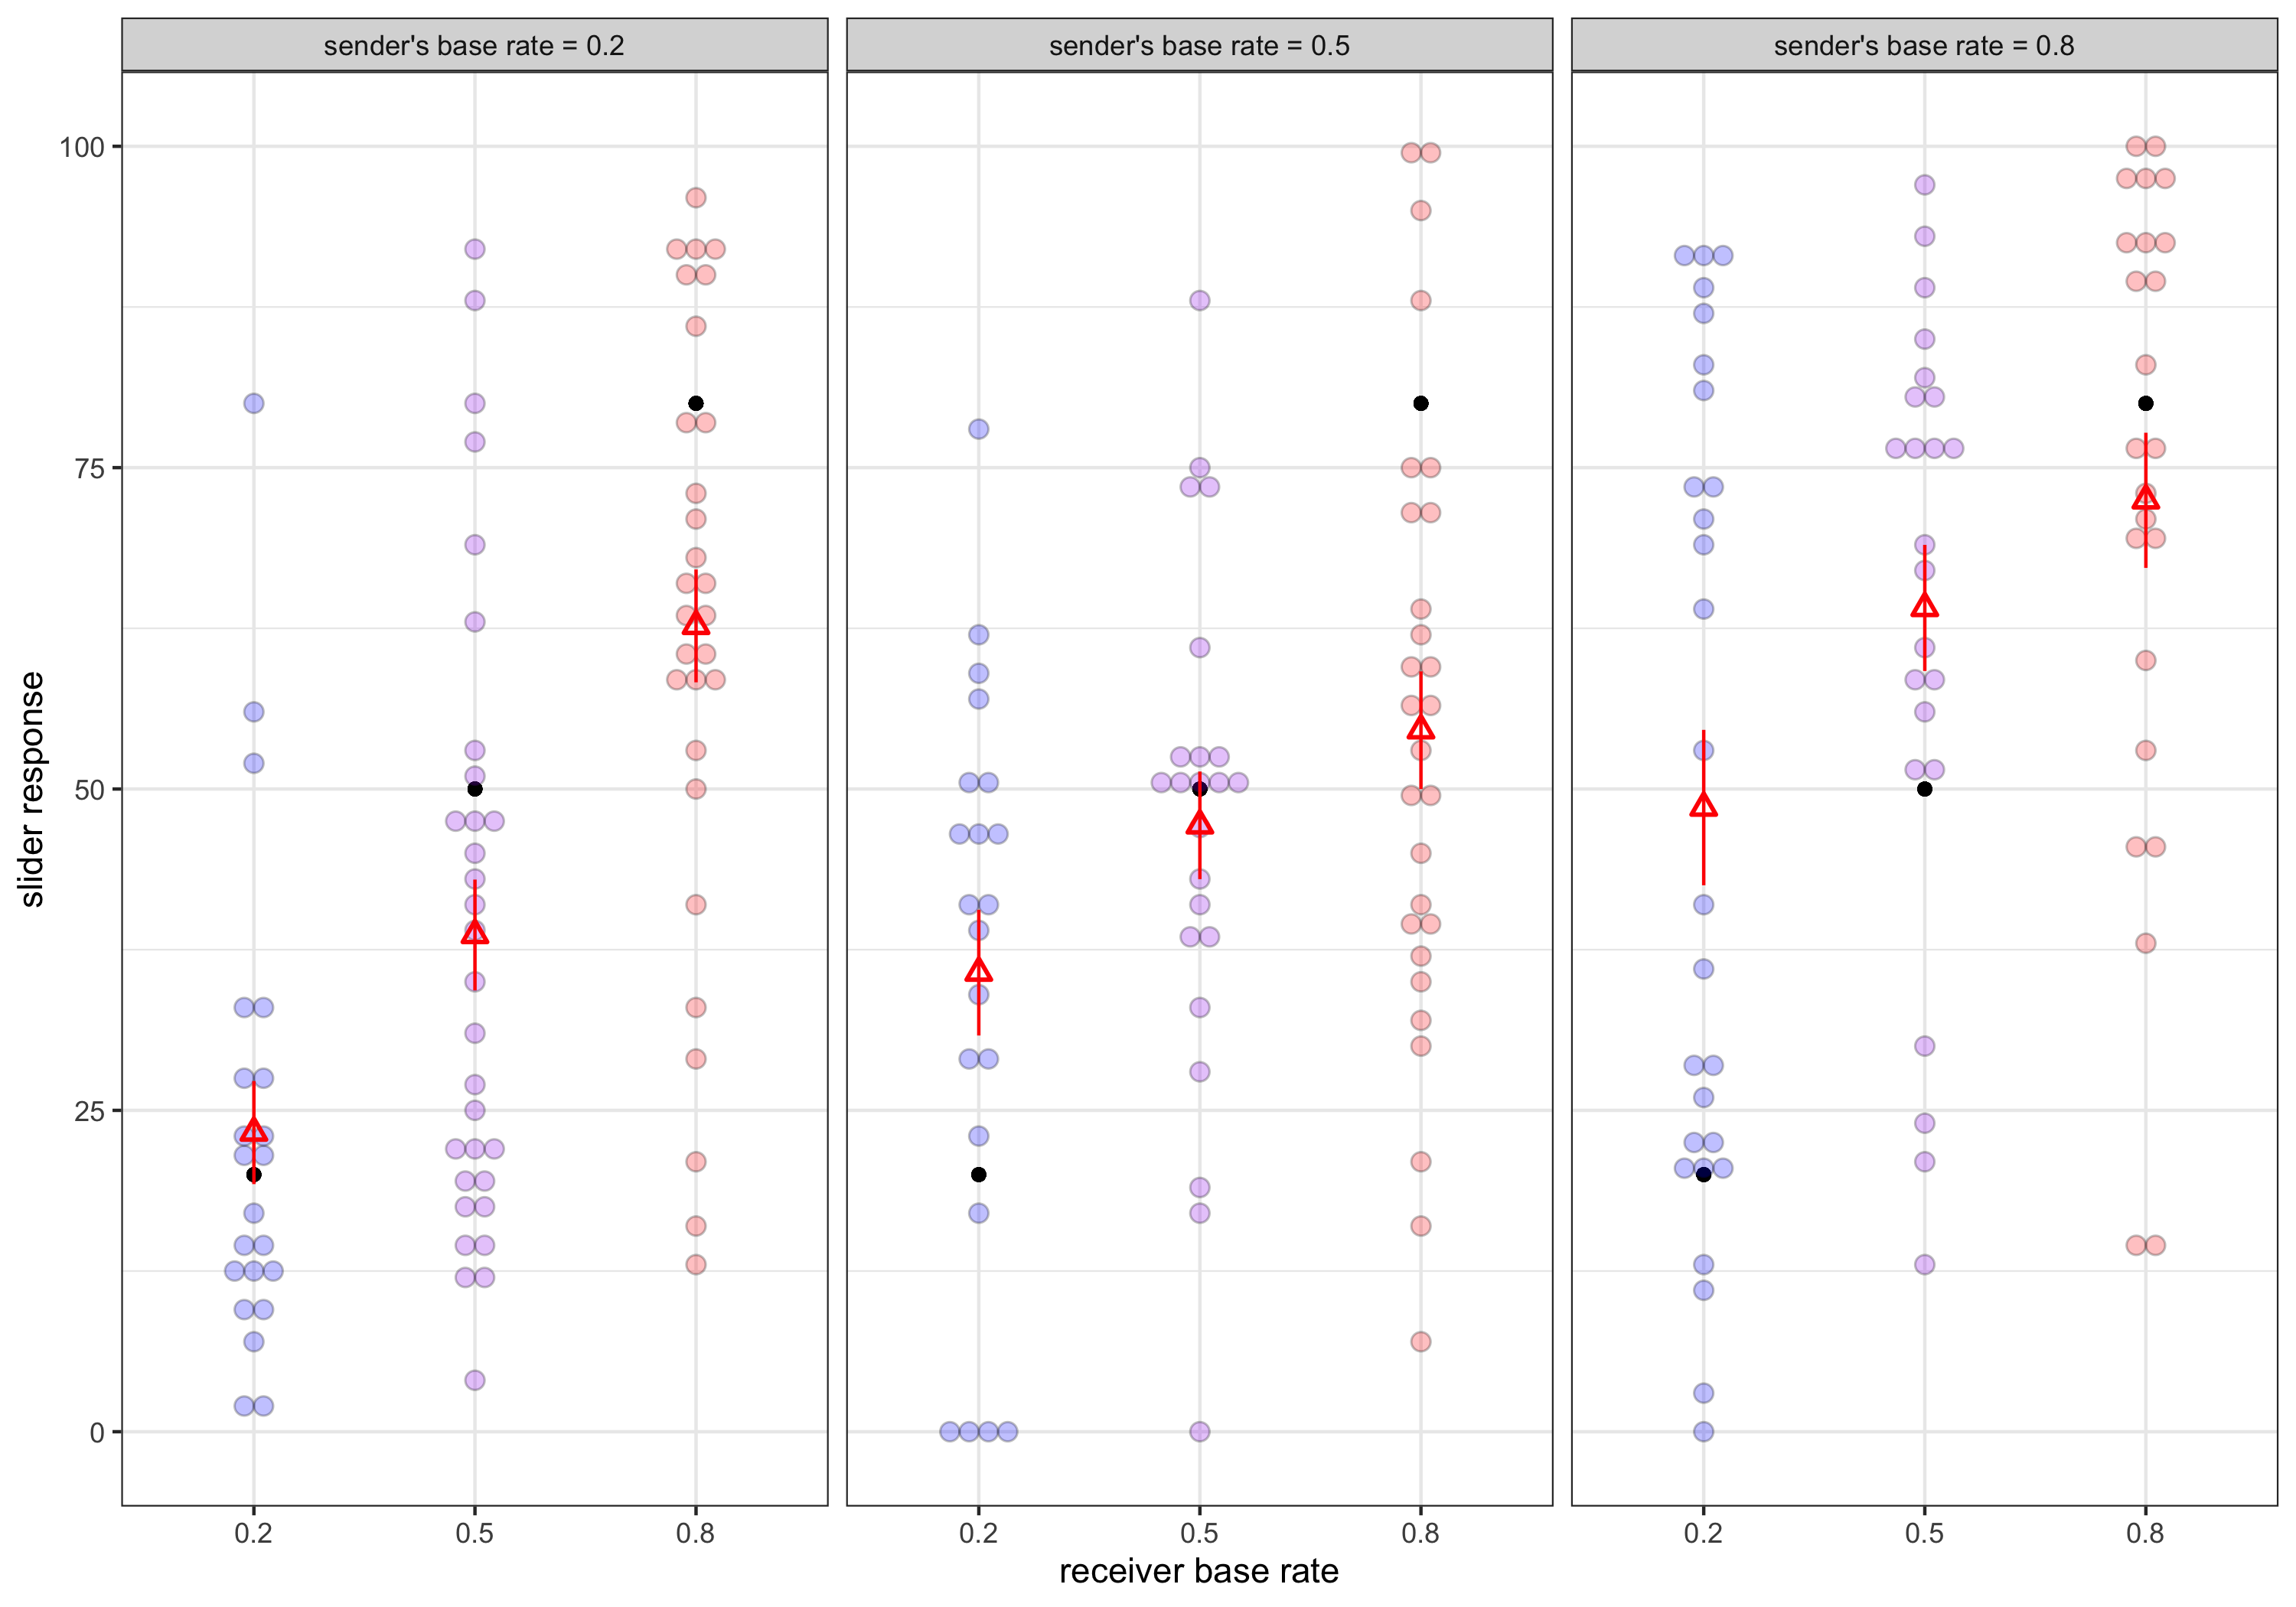 sender's base rate = 0.2
sender's base rate = 0.5
sender's base rate = 0.8
100
75
50
25
0
slider response
0.2
0.5
0.8
0.2
0.5
0.8
0.2
0.5
0.8
receiver base rate